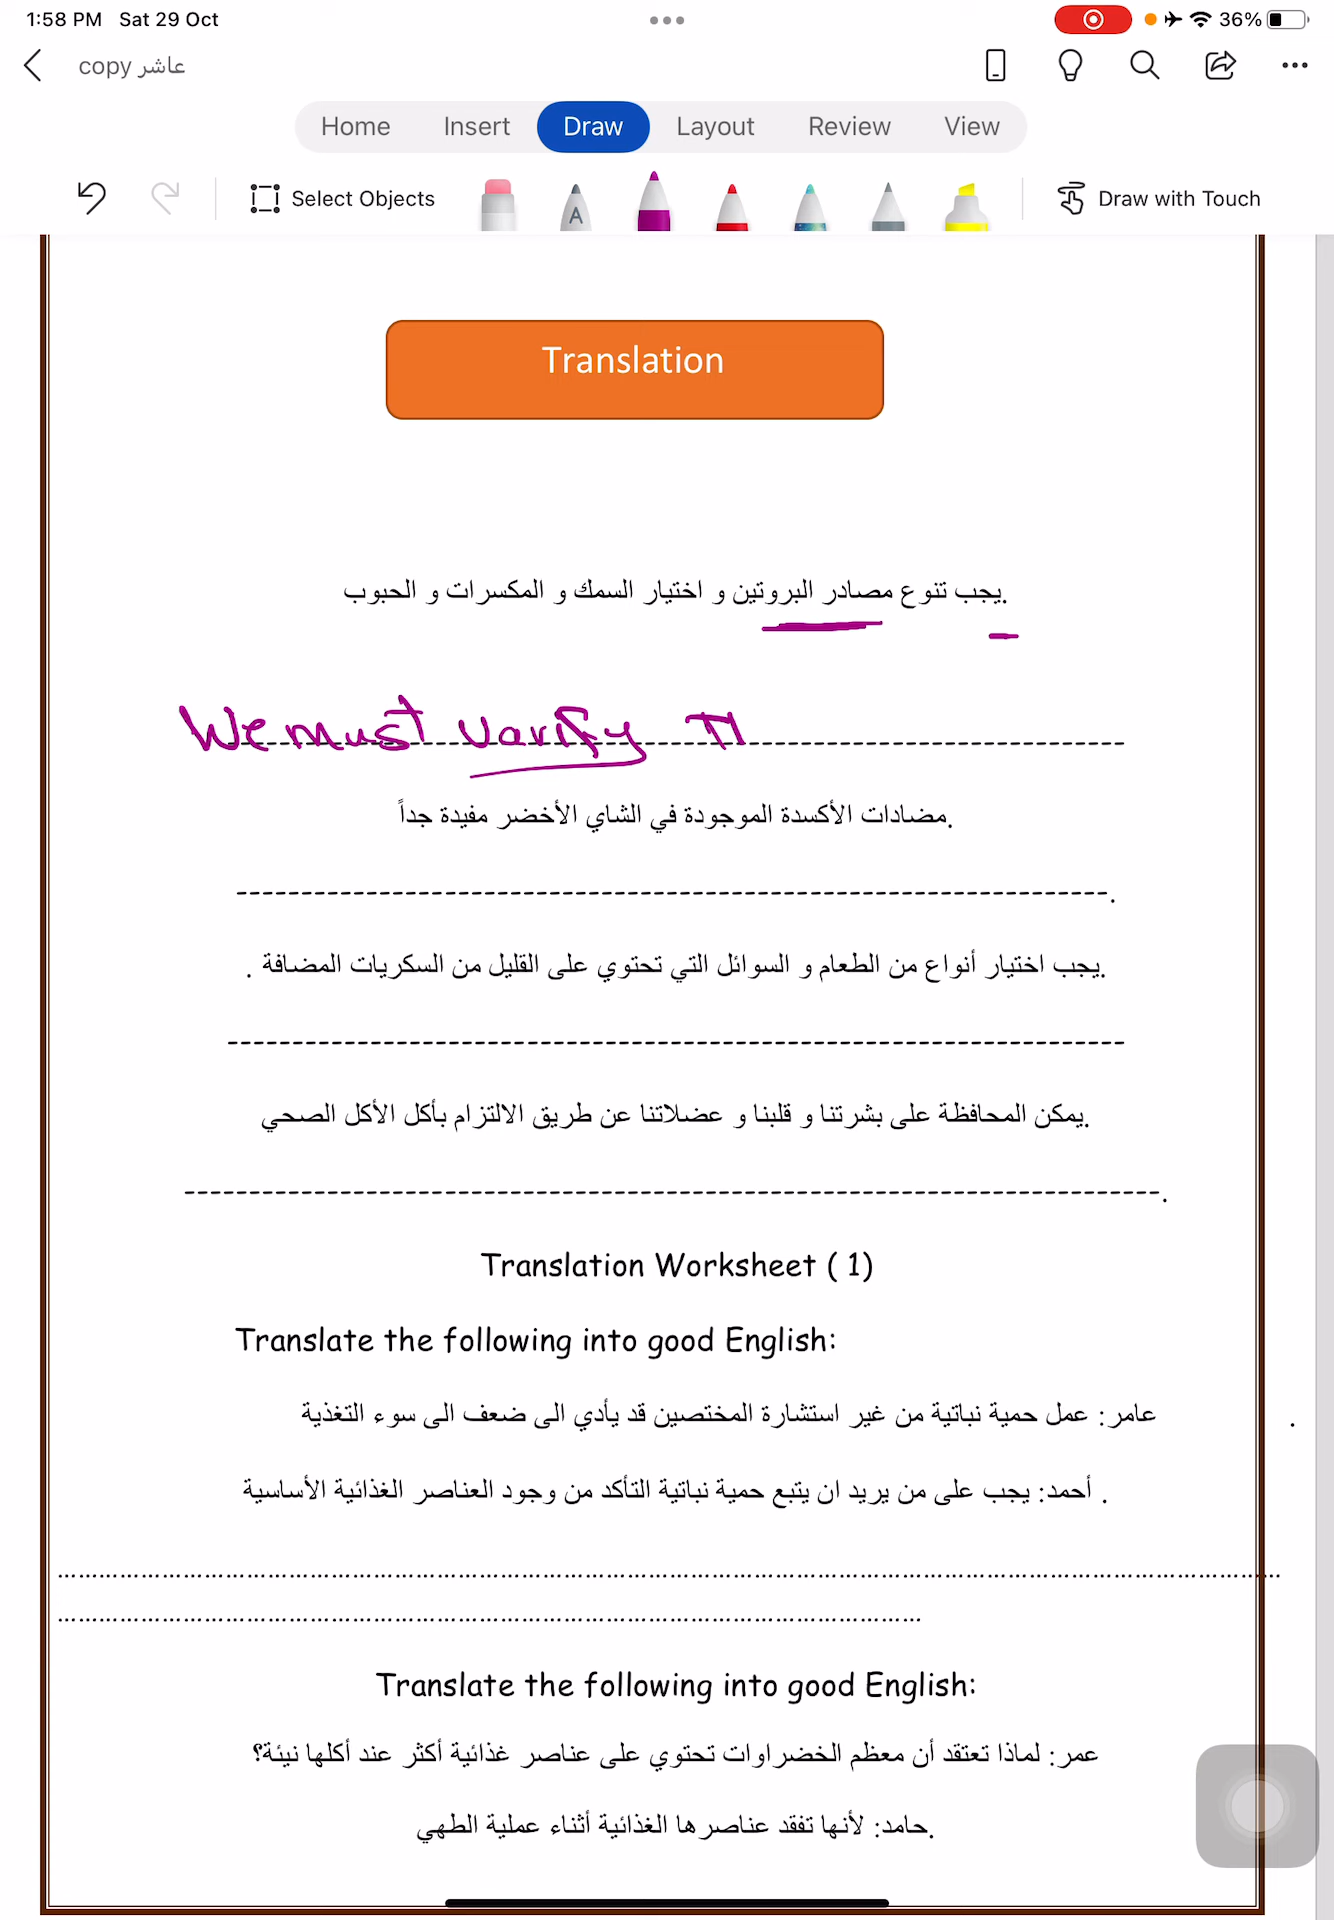 1:58 PM Sat 29 Oct
36%
عاشر copy
Home Insert Draw Layout Review View
Select Objects
A
Draw with Touch
Translation
يجب تنوع مصادر البروتين و اختيار السمك و المكسرات و الحبوب.
We must varify Th
مضادات الأكسدة الموجودة في الشاي الأخضر مفيدة جداً.
يجب اختيار أنواع من الطعام و السوائل التي تحتوي على القليل من السكريات المضافة .
يمكن المحافظة على بشرتنا و قلبنا و عضلاتنا عن طريق الالتزام بأكل الأكل الصحي.
Translation Worksheet ( 1)
Translate the following into good English:
عامر: عمل حمية نباتية من غير استشارة المختصين قد يأدي الى ضعف الى سوء التغذية .
أحمد: يجب على من يريد ان يتبع حمية نباتية التأكد من وجود العناصر الغذائية الأساسية .
Translate the following into good English:
عمر: لماذا تعتقد أن معظم الخضراوات تحتوي على عناصر غذائية أكثر عند أكلها نيئة؟
حامد: لأنها تفقد عناصرها الغذائية أثناء عملية الطهي.